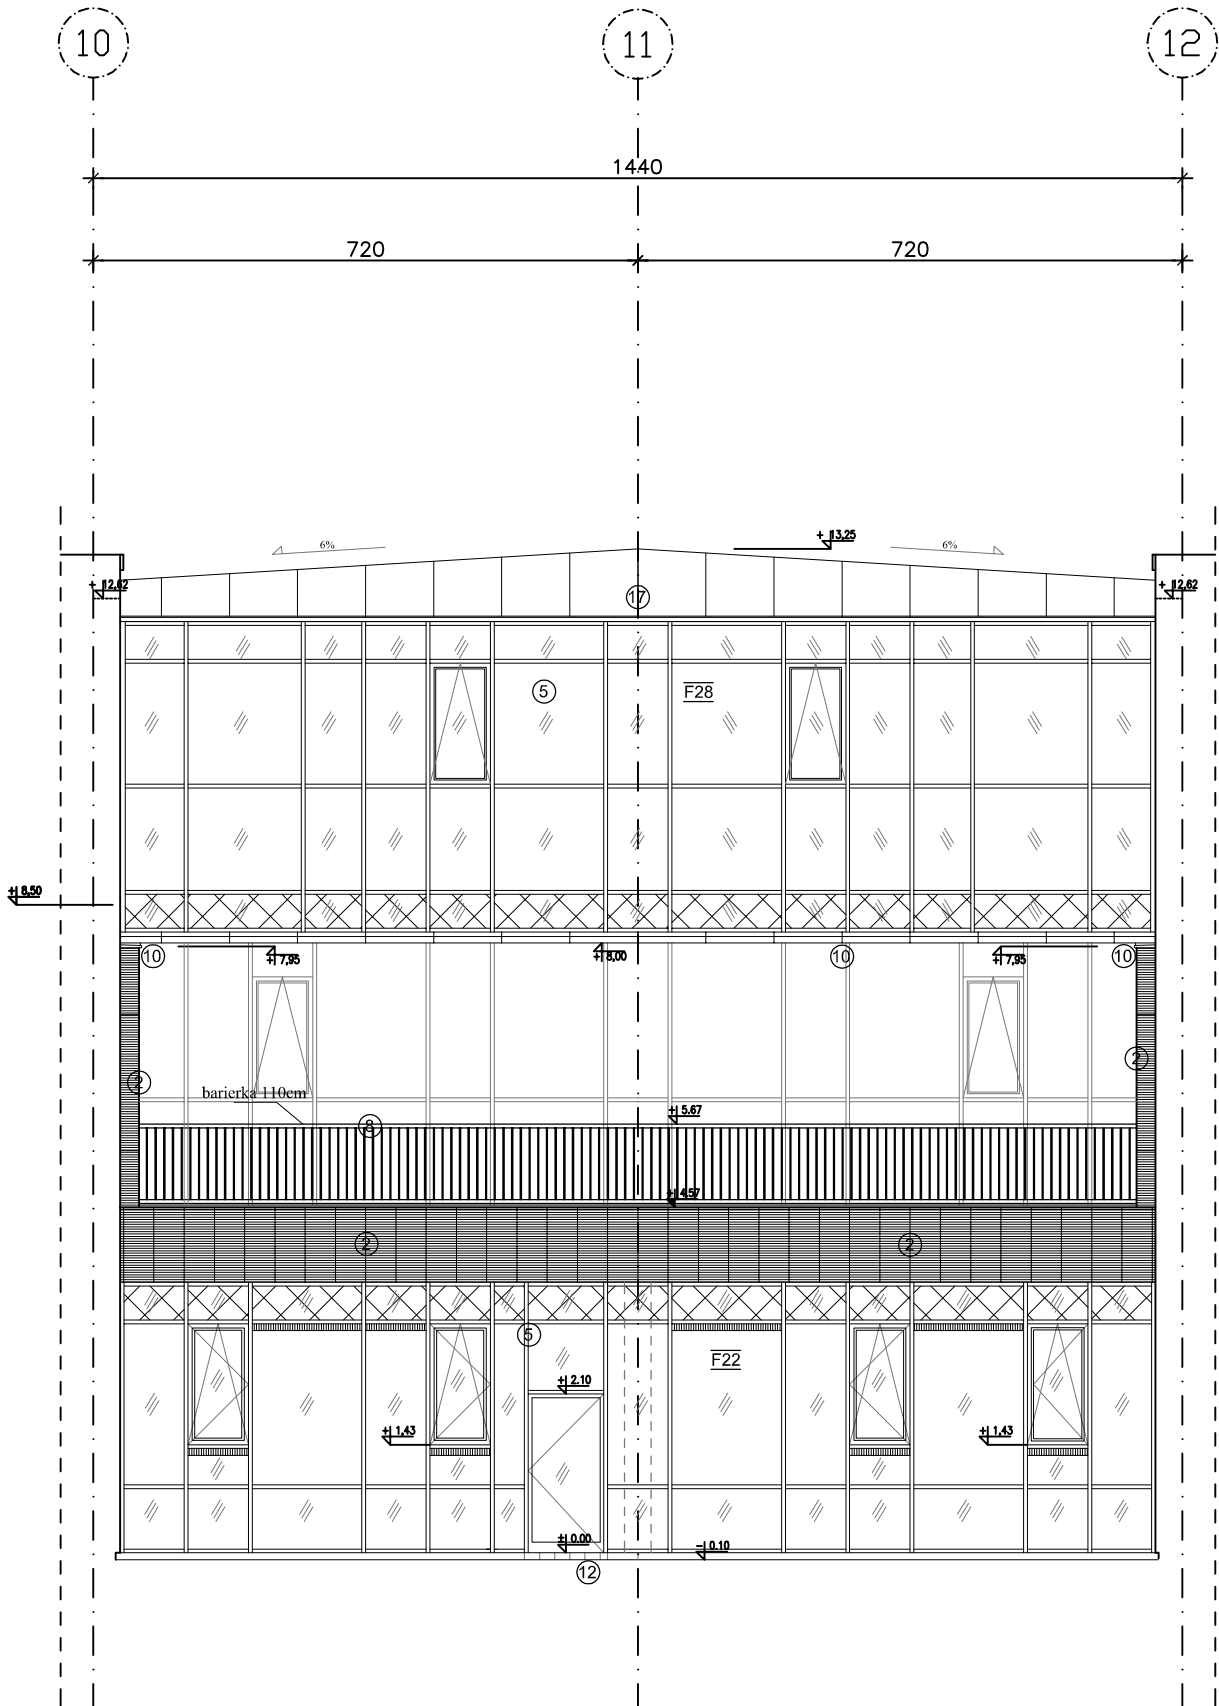 10 11 12
1440
720 720
6% + 13,25 6%
+ 12,62 + 12,62
17
5 F28
+ 8,50
10 + 7,95 + 8,00 10 + 7,95 10
2 2
barierka 110cm
8 + 5.67
+ 4.57
2 2
5
F22
+ 2.10
+ 1,43 + 1,43
± 0.00 - 0.10
12